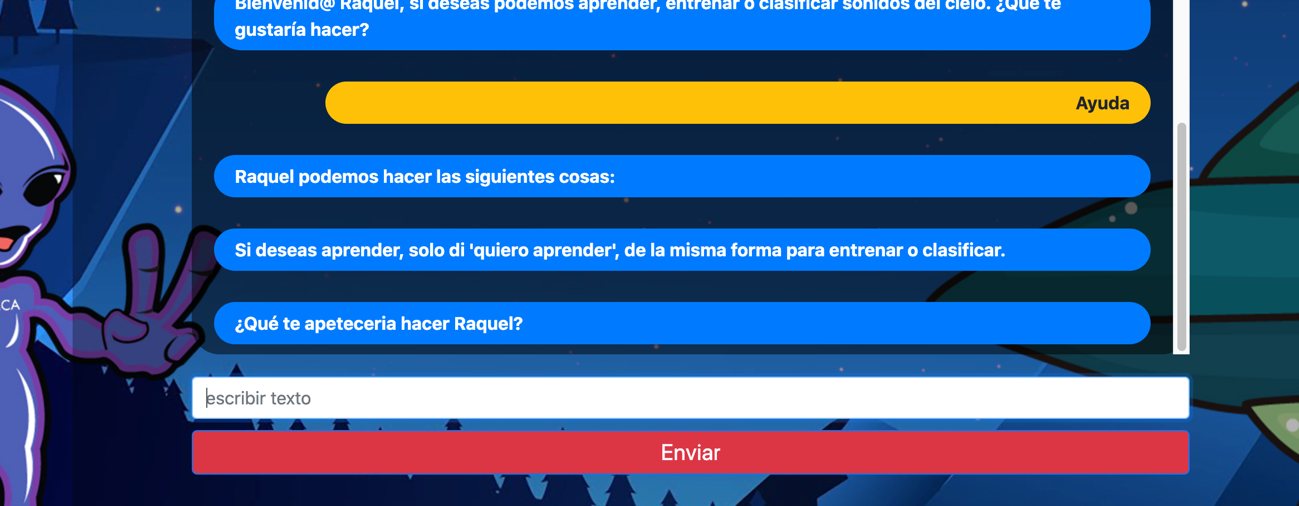 Bienvenid@ Raquel, si deseas podemos aprender, entrenar o clasificar sonidos del cielo. ¿Qué te
gustaría hacer?
Ayuda
Raquel podemos hacer las siguientes cosas:
Si deseas aprender, solo di 'quiero aprender', de la misma forma para entrenar o clasificar.
¿Qué te apeteceria hacer Raquel?
escribir texto
Enviar